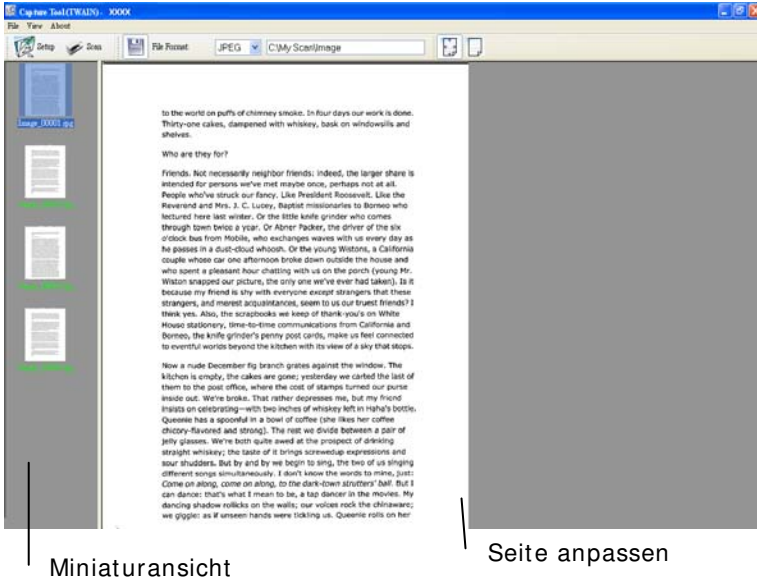 Capture Tool(TWAIN)- XXXX
File View About
Setup Scan File Format JPEG C:\My Scan\Image
Image_00001.jpg
to the world on puffs of chimney smoke. In four days our work is done.
Thirty-one cakes, dampened with whiskey, bask on windowsills and
shelves.
Who are they for?
Friends. Not necessarily neighbor friends: indeed, the larger share is
intended for persons we've met maybe once, perhaps not at all.
People who've struck our fancy. Like President Roosevelt. Like the
Reverend and Mrs. J. C. Lucey, Baptist missionaries to Borneo who
lectured here last winter. Or the little knife grinder who comes
through town twice a year. Or Abner Packer, the driver of the six
o'clock bus from Mobile, who exchanges waves with us every day as
he passes in a dust-cloud whoosh. Or the young Wistons, a California
couple whose car one afternoon broke down outside the house and
who spent a pleasant hour chatting with us on the porch (young Mr.
Wiston snapped our picture, the only one we've ever had taken). Is it
because my friend is shy with everyone except strangers that these
strangers, and merest acquaintances, seem to us our truest friends? I
think yes. Also, the scrapbooks we keep of thank-you's on White
House stationery, time-to-time communications from California and
Borneo, the knife grinder's penny post cards, make us feel connected
to eventful worlds beyond the kitchen with its view of a sky that stops.
Now a nude December fig branch grates against the window. The
kitchen is empty, the cakes are gone; yesterday we carted the last of
them to the post office, where the cost of stamps turned our purse
inside out. We're broke. That rather depresses me, but my friend
insists on celebrating—with two inches of whiskey left in Haha's bottle.
Queenie has a spoonful in a bowl of coffee (she likes her coffee
chicory-flavored and strong). The rest we divide between a pair of
jelly glasses. We're both quite awed at the prospect of drinking
straight whiskey; the taste of it brings screwedup expressions and
sour shudders. But by and by we begin to sing, the two of us singing
different songs simultaneously. I don't know the words to mine, just:
Come on along, come on along, to the dark-town strutters' ball. But I
can dance: that's what I mean to be, a tap dancer in the movies. My
dancing shadow rollicks on the walls; our voices rock the chinaware;
we giggle: as if unseen hands were tickling us. Queenie rolls on her
Miniaturansicht
Seite anpassen